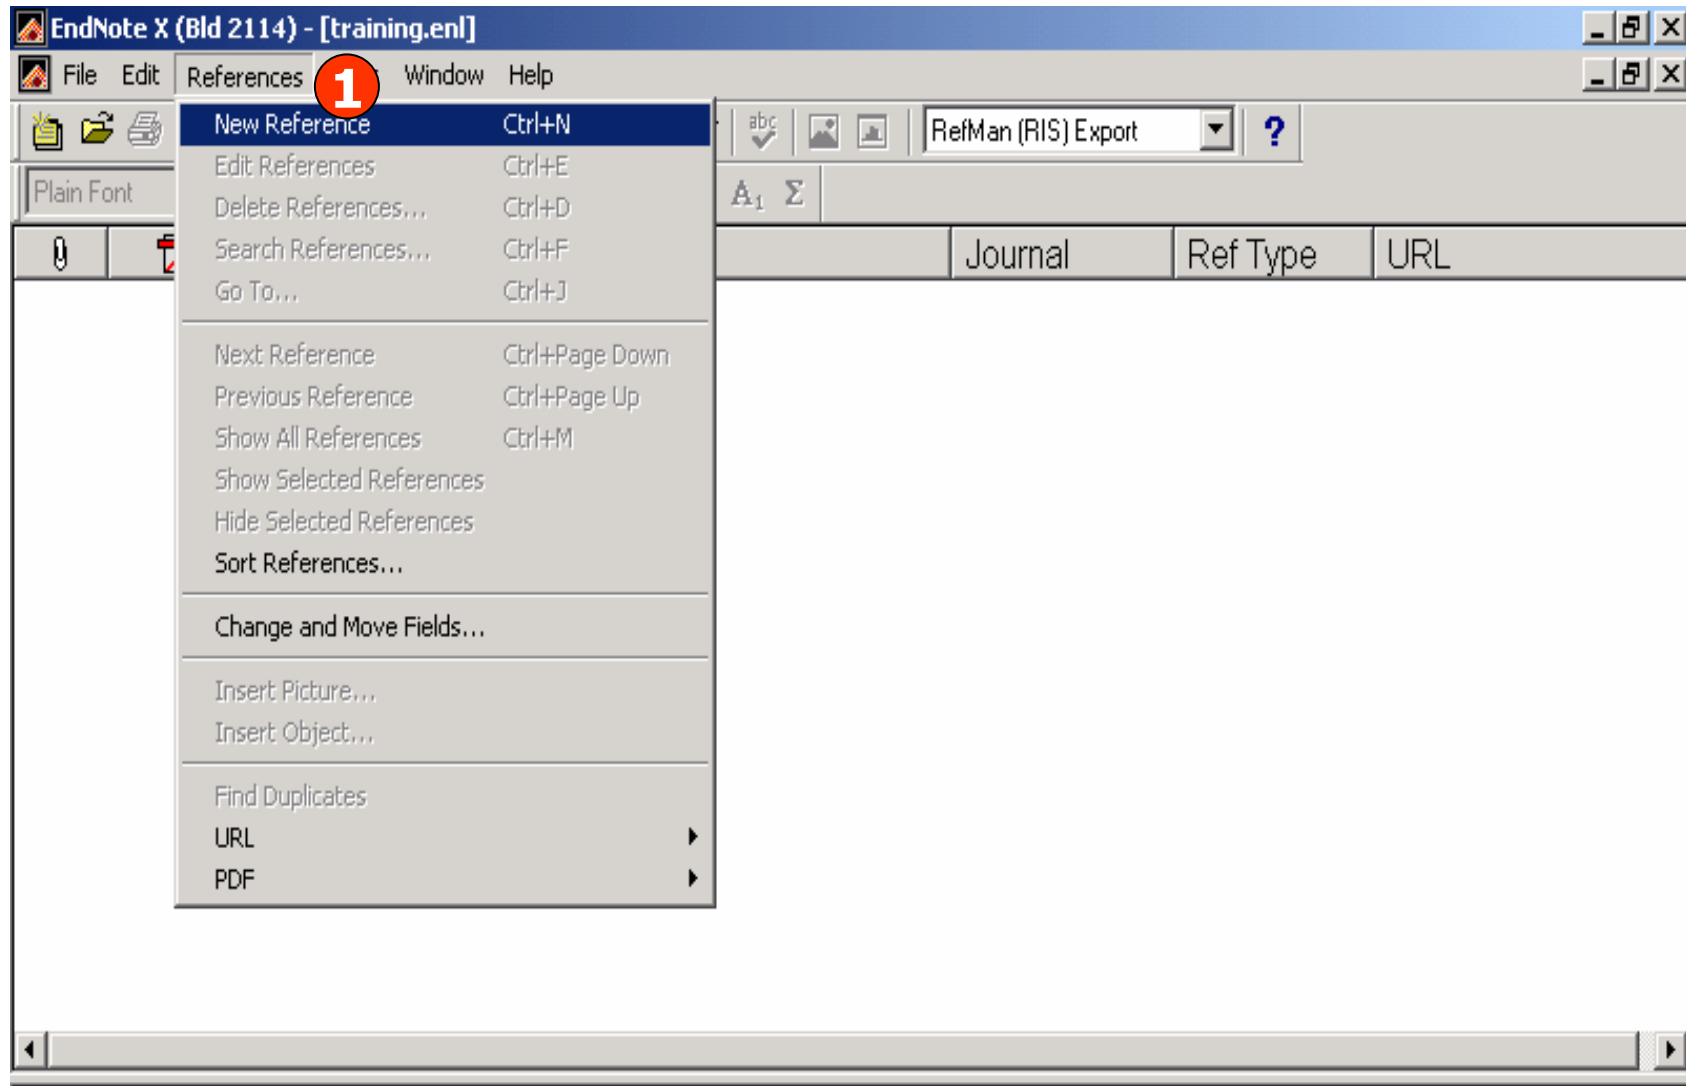 EndNote X (Bld 2114) - [training.enl]
File Edit References 1 Window Help
New Reference Ctrl+N
abc RefMan (RIS) Export ?
Edit References Ctrl+E
Plain Font A1 Σ
Delete References... Ctrl+D
Search References... Ctrl+F
Journal Ref Type URL
Go To... Ctrl+J
Next Reference Ctrl+Page Down
Previous Reference Ctrl+Page Up
Show All References Ctrl+M
Show Selected References
Hide Selected References
Sort References...
Change and Move Fields...
Insert Picture...
Insert Object...
Find Duplicates
URL
PDF